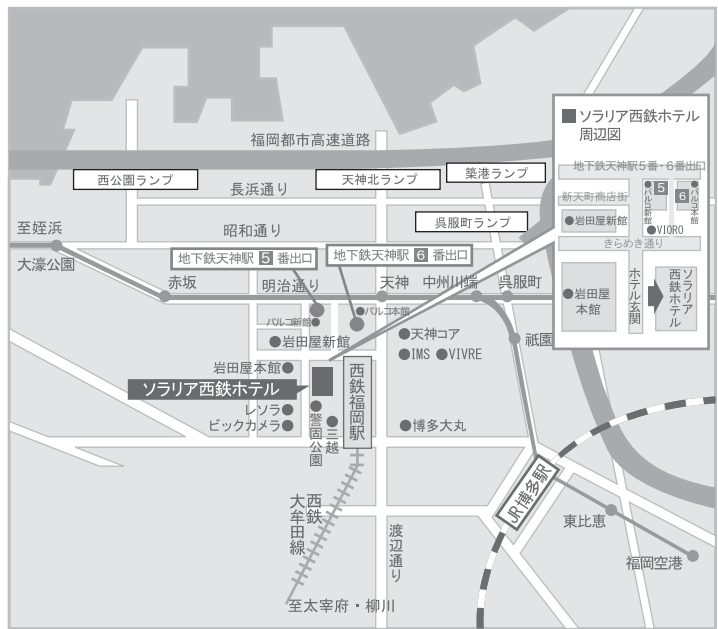 福岡都市高速道路
西公園ランプ
天神北ランプ
築港ランプ
長浜通り
呉服町ランプ
至姪浜
昭和通り
大濠公園
地下鉄天神駅 5 番出口
地下鉄天神駅 6 番出口
赤坂
明治通り
天神
中州川端
呉服町
パルコ新館
パルコ本館
岩田屋新館
天神コア
祇園
IMS
VIVRE
岩田屋本館
ソラリア西鉄ホテル
西鉄福岡駅
レソラ
ビックカメラ
警固公園
三越
博多大丸
JR博多駅
西鉄
大牟田線
渡辺通り
東比恵
福岡空港
至太宰府・柳川
ソラリア西鉄ホテル
周辺図
地下鉄天神駅5番・6番出口
新天町商店街
パルコ新館
5
6
パルコ本館
岩田屋新館
VIORO
きらめき通り
岩田屋
本館
ホテル玄関
ソラリア
西鉄ホテル